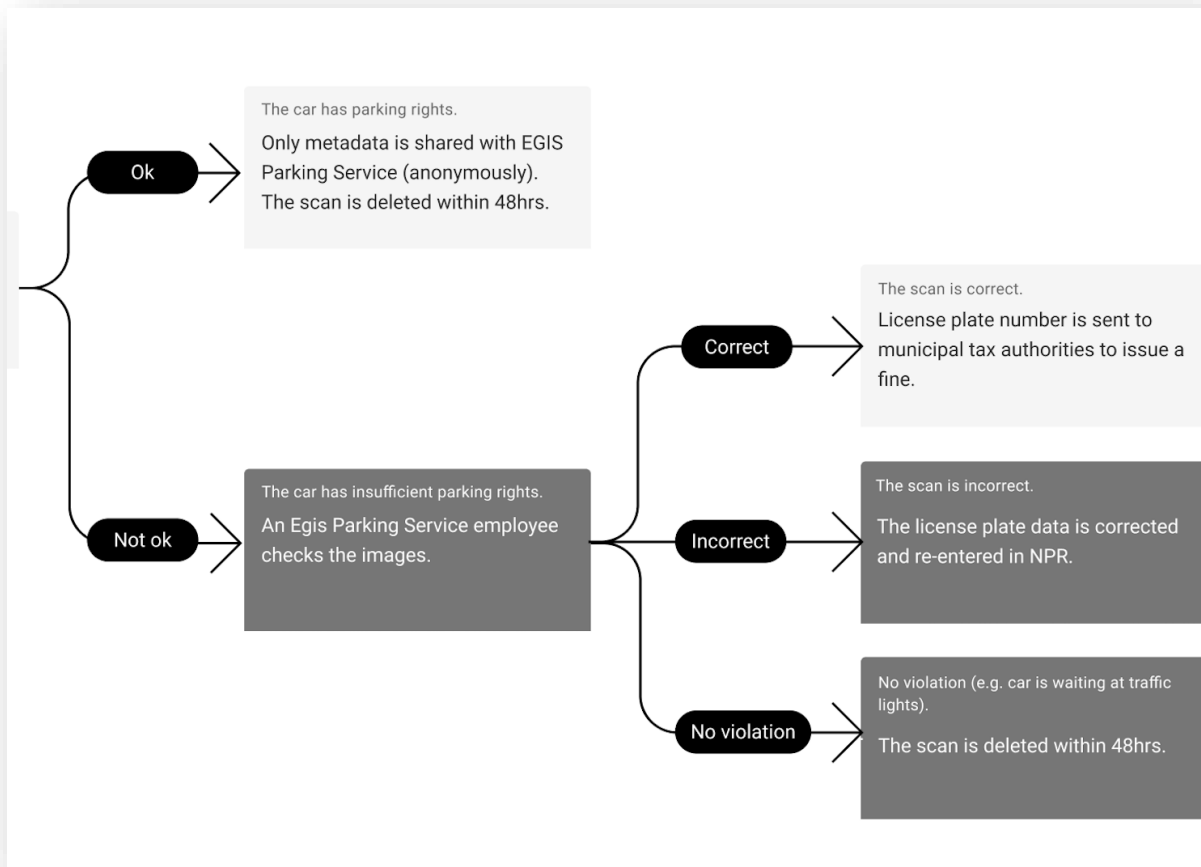 Ok
The car has parking rights.
Only metadata is shared with EGIS
Parking Service (anonymously).
The scan is deleted within 48hrs.
Not ok
The car has insufficient parking rights.
An Egis Parking Service employee
checks the images.
Correct
The scan is correct.
License plate number is sent to
municipal tax authorities to issue a
fine.
Incorrect
The scan is incorrect.
The license plate data is corrected
and re-entered in NPR.
No violation
No violation (e.g. car is waiting at traffic
lights).
The scan is deleted within 48hrs.